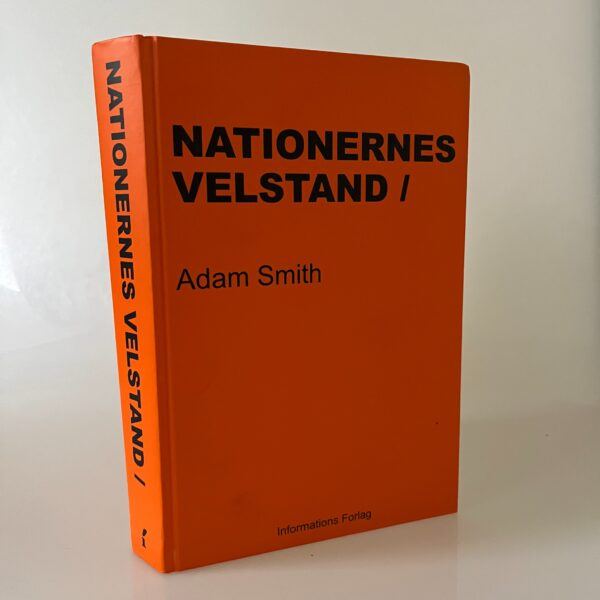 NATIONERNES VELSTAND /
NATIONERNES
VELSTAND /
Adam Smith
Informations Forlag